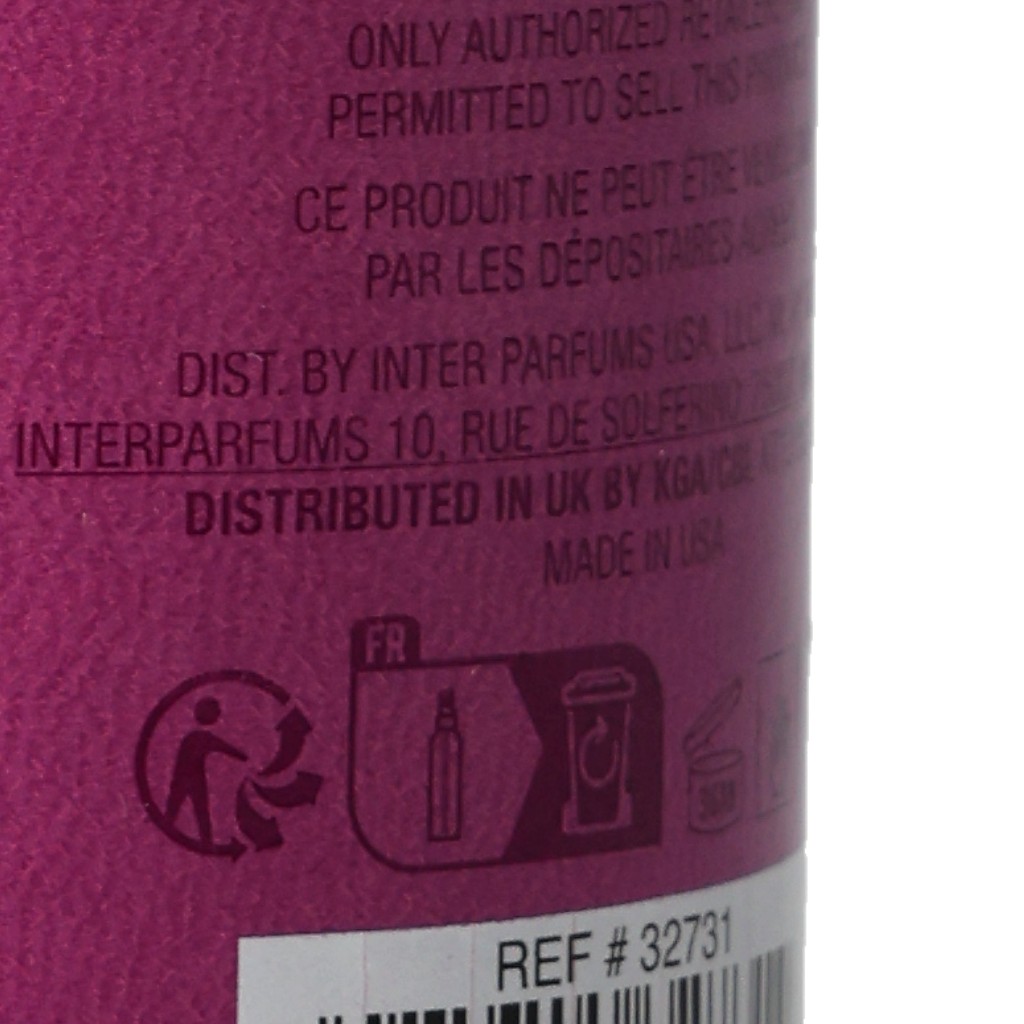 ONLY AUTHORIZED
PERMITTED TO SELL THIS
CE PRODUIT NE PEUT ÊTRE
PAR LES DÉPOSITAIRES
DIST. BY INTER PARFUMS USA, LLC
INTERPARFUMS 10, RUE DE SOLFERINO
DISTRIBUTED IN UK BY
MADE IN USA
FR
REF # 32731